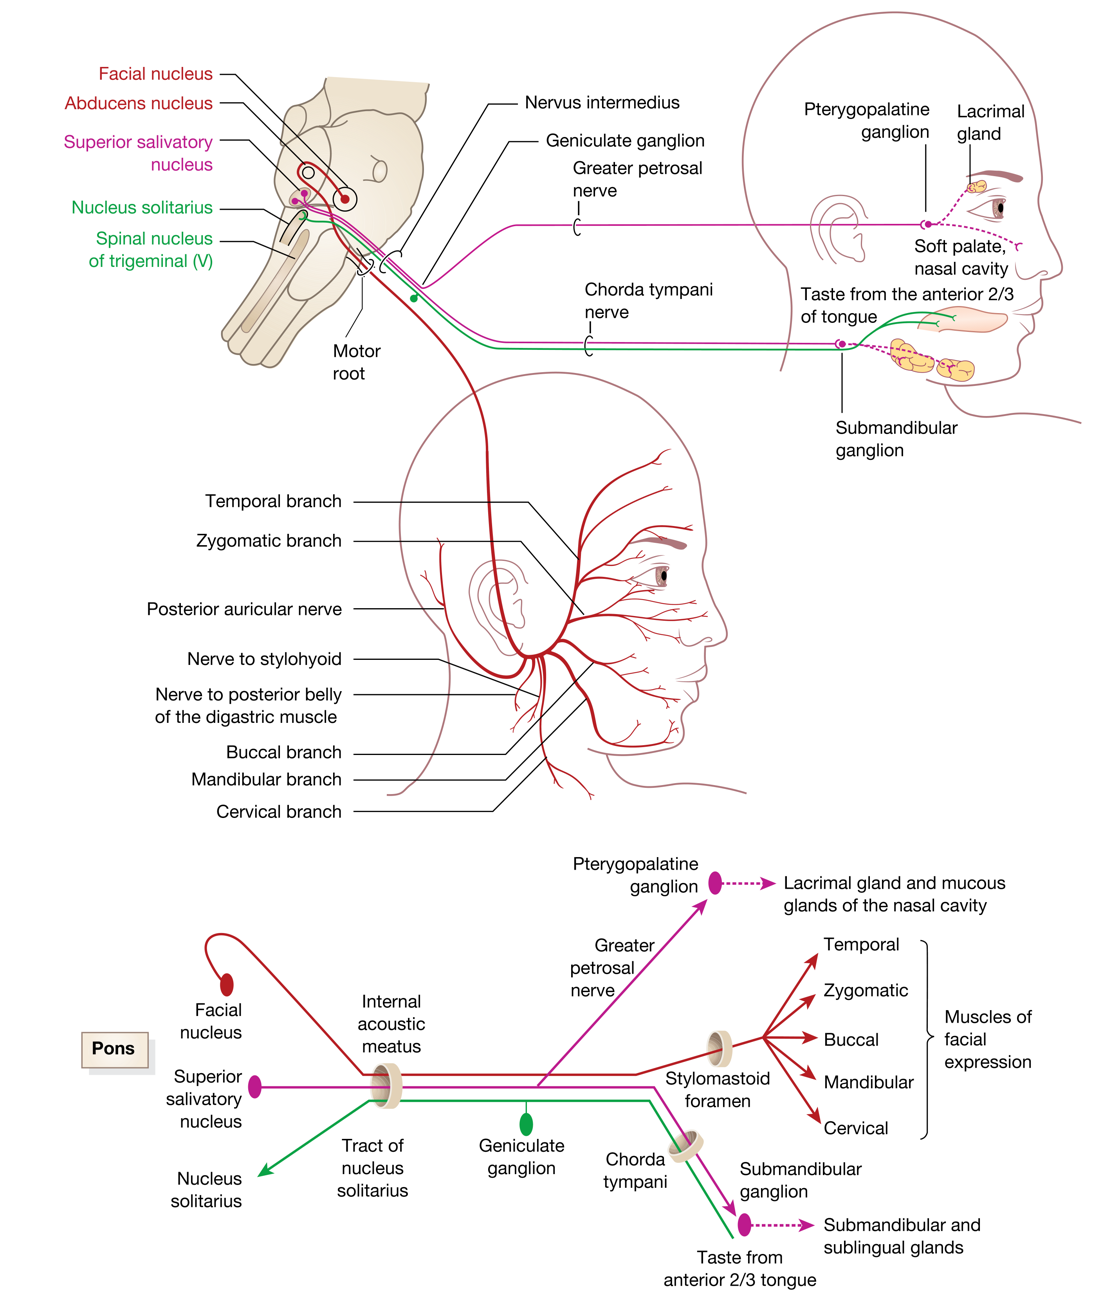 Facial nucleus
Abducens nucleus
Superior salivatory
nucleus
Nucleus solitarius
Spinal nucleus
of trigeminal (V)
Motor
root
Nervus intermedius
Geniculate ganglion
Greater petrosal
nerve
Chorda tympani
nerve
Pterygopalatine
ganglion
Lacrimal
gland
Soft palate,
nasal cavity
Taste from the anterior 2/3
of tongue
Submandibular
ganglion
Temporal branch
Zygomatic branch
Posterior auricular nerve
Nerve to stylohyoid
Nerve to posterior belly
of the digastric muscle
Buccal branch
Mandibular branch
Cervical branch
Pterygopalatine
ganglion
Lacrimal gland and mucous
glands of the nasal cavity
Greater
petrosal
nerve
Facial
nucleus
Internal
acoustic
meatus
Pons
Superior
salivatory
nucleus
Nucleus
solitarius
Tract of
nucleus
solitarius
Geniculate
ganglion
Stylomastoid
foramen
Temporal
Zygomatic
Buccal
Mandibular
Cervical
Muscles of
facial
expression
Chorda
tympani
Submandibular
ganglion
Submandibular and
sublingual glands
Taste from
anterior 2/3 tongue